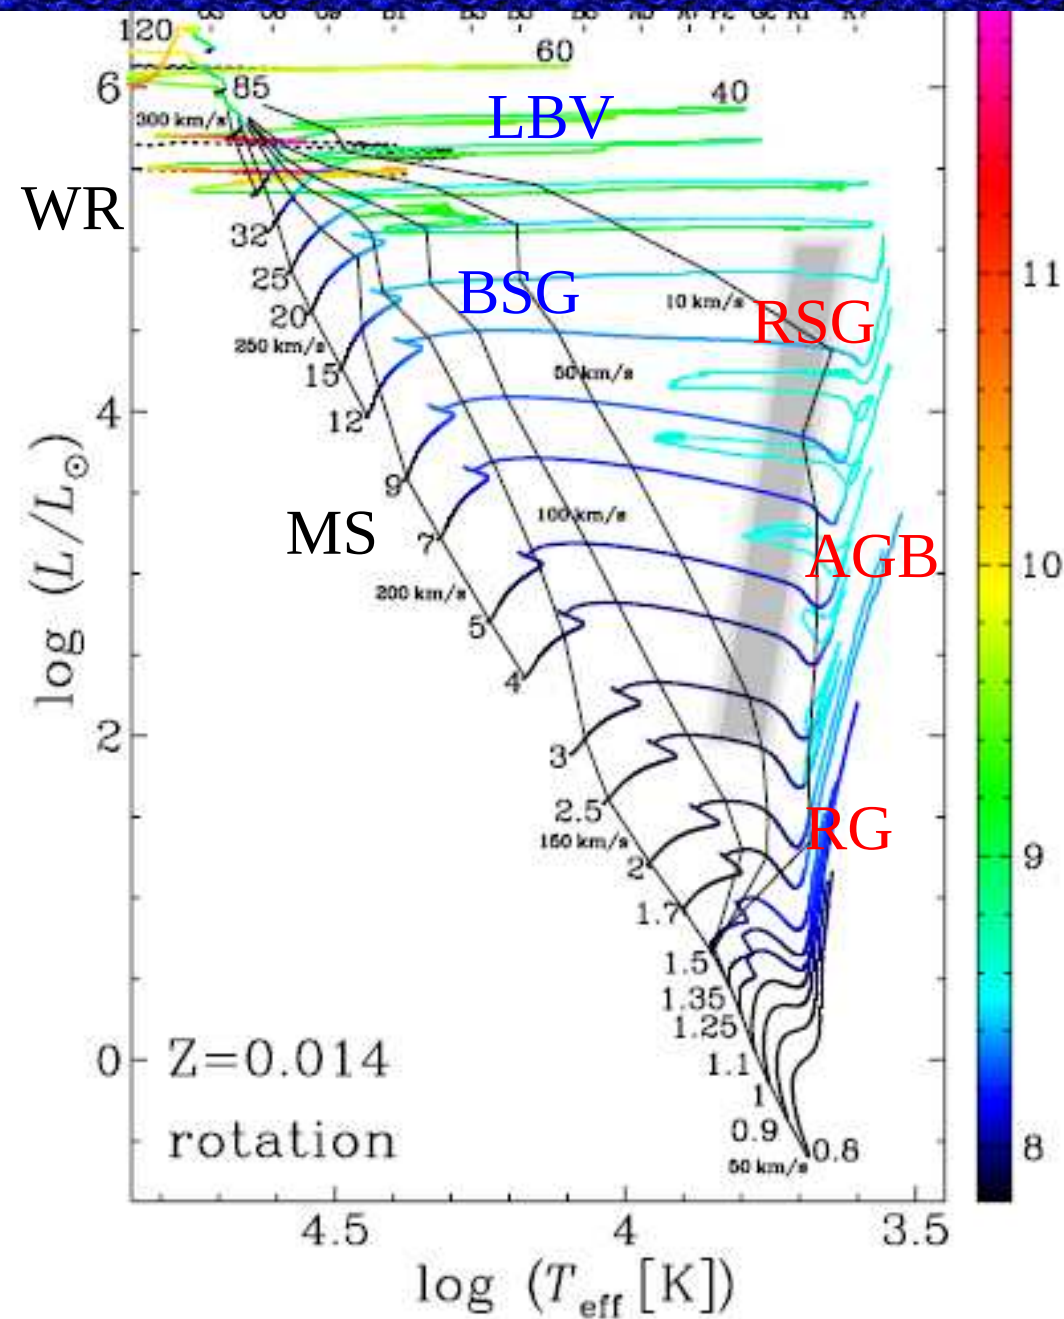 120
60
6
85
40
LBV
300 km/s
WR
32
25
BSG
11
10 km/s
RSG
20
250 km/s
15
50 km/s
4
12
9
MS
100 km/s
7
AGB
10
200 km/s
5
log (L/L☉)
4
2
3
2.5
RG
150 km/s
2
9
1.7
1.5
1.35
1.25
0
Z=0.014
1.1
1
rotation
0.9
0.8
8
50 km/s
4.5
4
3.5
log (Teff [K])